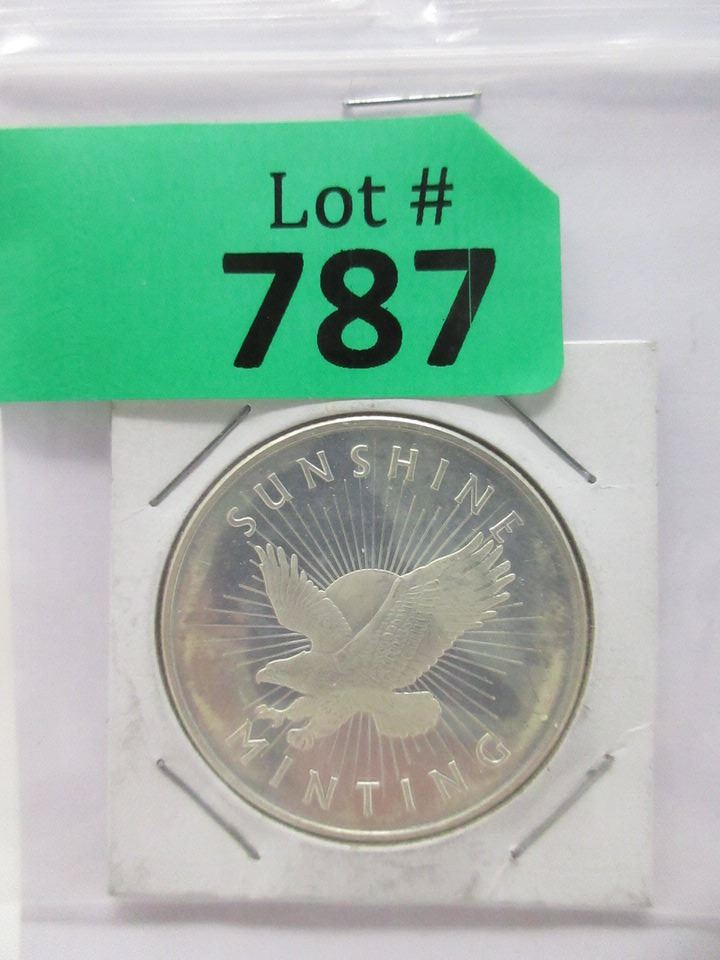 Lot #
787
SUNSHINE
MINTING